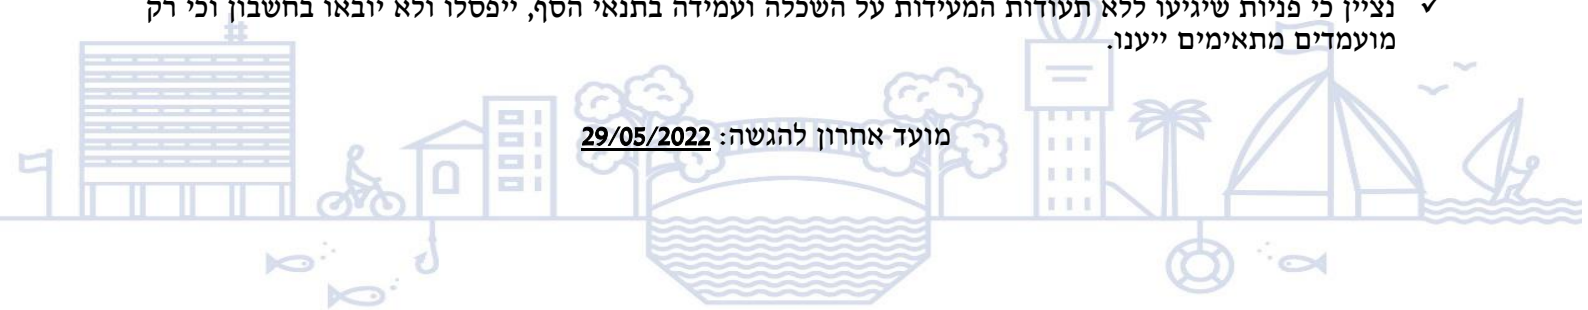 ✓ נציין כי פניות שיגיעו ללא תעודות המעידות על השכלה ועמידה בתנאי הסף, ייפסלו ולא יובאו בחשבון וכי רק
מועמדים מתאימים ייענו.
מועד אחרון להגשה: 29/05/2022